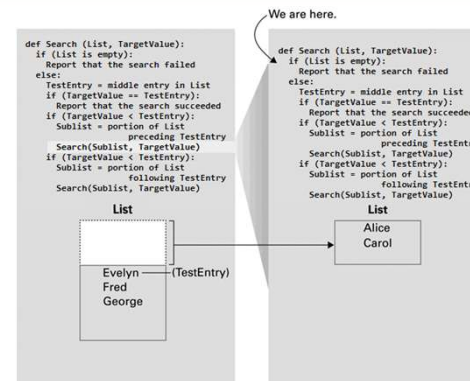 We are here.
def Search (List, TargetValue):
if (List is empty):
Report that the search failed
else:
TestEntry = middle entry in List
if (TargetValue == TestEntry):
Report that the search succeeded
if (TargetValue < TestEntry):
Sublist = portion of List
preceding TestEntry
Search(Sublist, TargetValue)
if (TargetValue < TestEntry):
Sublist = portion of List
following TestEntry
Search(Sublist, TargetValue)
List
Evelyn (TestEntry)
Fred
George
def Search (List, TargetValue):
if (List is empty):
Report that the search failed
else:
TestEntry = middle entry in List
if (TargetValue == TestEntry):
Report that the search succeeded
if (TargetValue < TestEntry):
Sublist = portion of List
preceding TestEnt
Search(Sublist, TargetValue)
if (TargetValue < TestEntry):
Sublist = portion of List
following TestEnt
Search(Sublist, TargetValue)
List
Alice
Carol